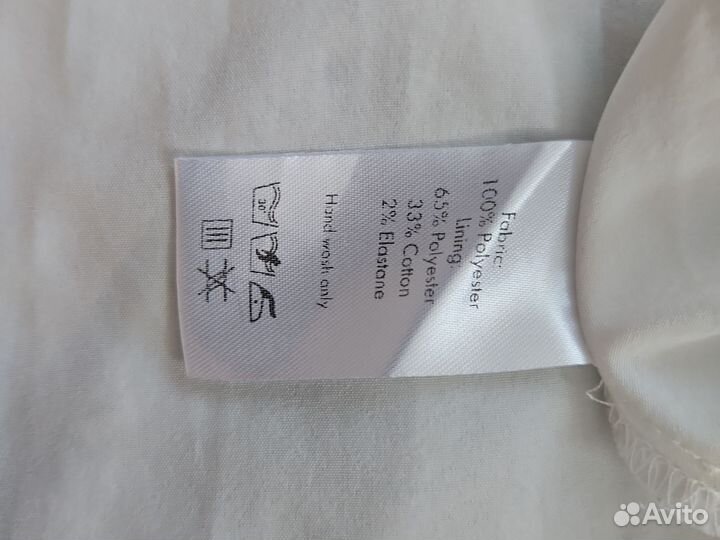 Fabric:
100% Polyester
Lining:
65% Polyester
33% Cotton
2% Elastane
Hand wash only
30°
Avito